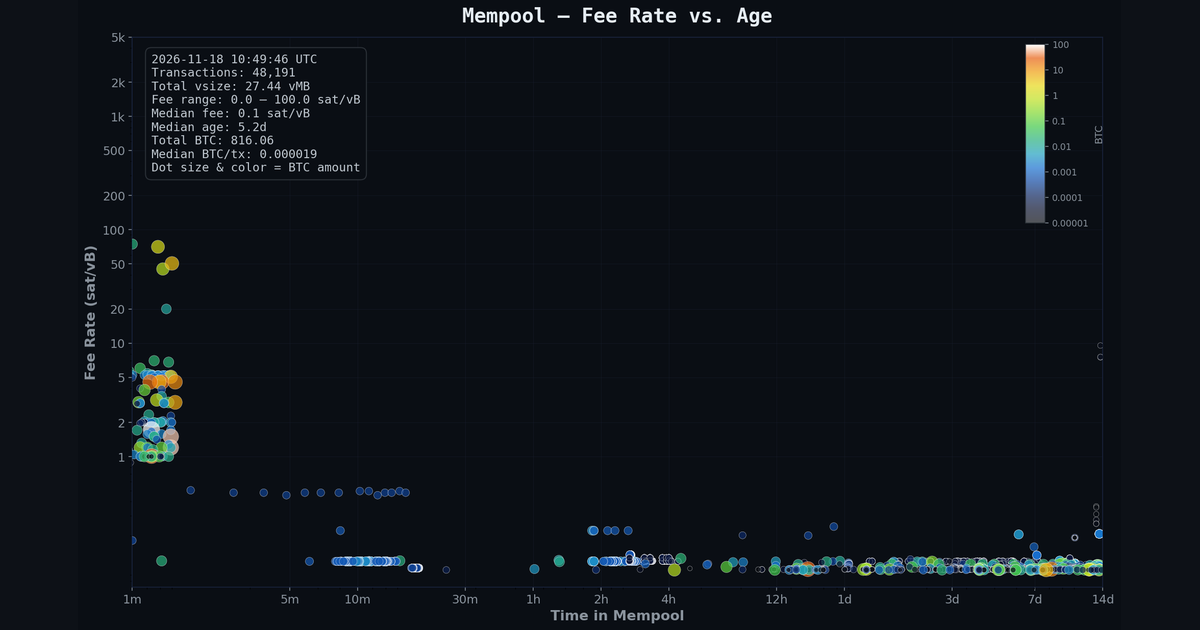 Mempool — Fee Rate vs. Age
5k
2k
1k
500
200
100
50
20
10
5
2
1
Fee Rate (sat/vB)
2026-11-18 10:49:46 UTC
Transactions: 48,191
Total vsize: 27.44 vMB
Fee range: 0.0 – 100.0 sat/vB
Median fee: 0.1 sat/vB
Median age: 5.2d
Total BTC: 816.06
Median BTC/tx: 0.000019
Dot size & color = BTC amount
100
10
1
0.1
0.01
0.001
0.0001
0.00001
BTC
1m
5m
10m
30m
1h
2h
4h
12h
1d
3d
7d
14d
Time in Mempool